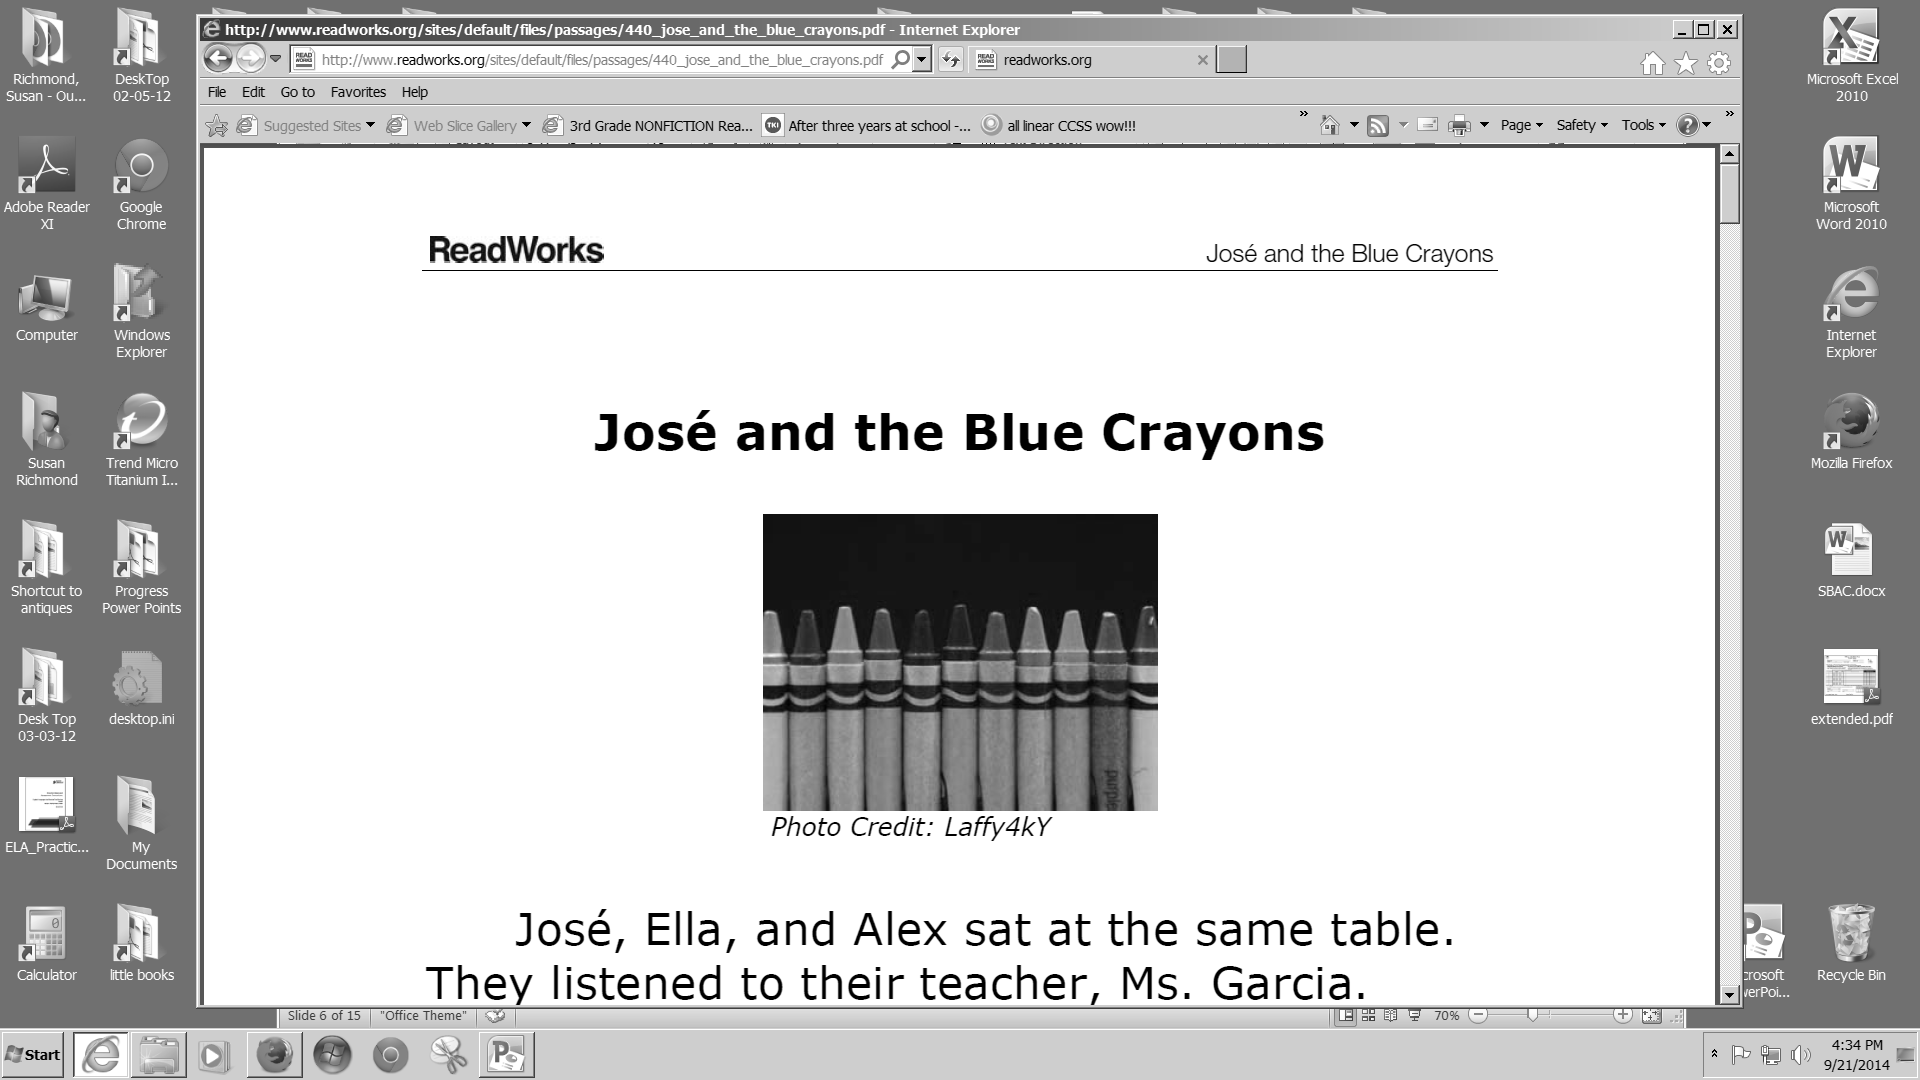 http://www.readworks.org/sites/default/files/passages/440_jose_and_the_blue_crayons.pdf - Internet Explorer
http://www.readworks.org/sites/default/files/passages/440_jose_and_the_blue_crayons.pdf
readworks.org
File Edit Go to Favorites Help
Suggested Sites Web Slice Gallery 3rd Grade NONFICTION Rea... After three years at school -... all linear CCSS wow!!! Page Safety Tools
ReadWorks José and the Blue Crayons
José and the Blue Crayons
Photo Credit: Laffy4kY
José, Ella, and Alex sat at the same table.
They listened to their teacher, Ms. Garcia.
Richmond,
Susan - Ou...
DeskTop
02-05-12
Adobe Reader
XI
Google
Chrome
Computer
Windows
Explorer
Susan
Richmond
Trend Micro
Titanium I...
Shortcut to
antiques
Progress
Power Points
Desk Top
03-03-12
desktop.ini
ELA_Practic...
My
Documents
Calculator
little books
Microsoft Excel
2010
Microsoft
Word 2010
Internet
Explorer
Mozilla Firefox
SBAC.docx
extended.pdf
Recycle Bin
Slide 6 of 15 "Office Theme" 70%
Start
4:34 PM
9/21/2014